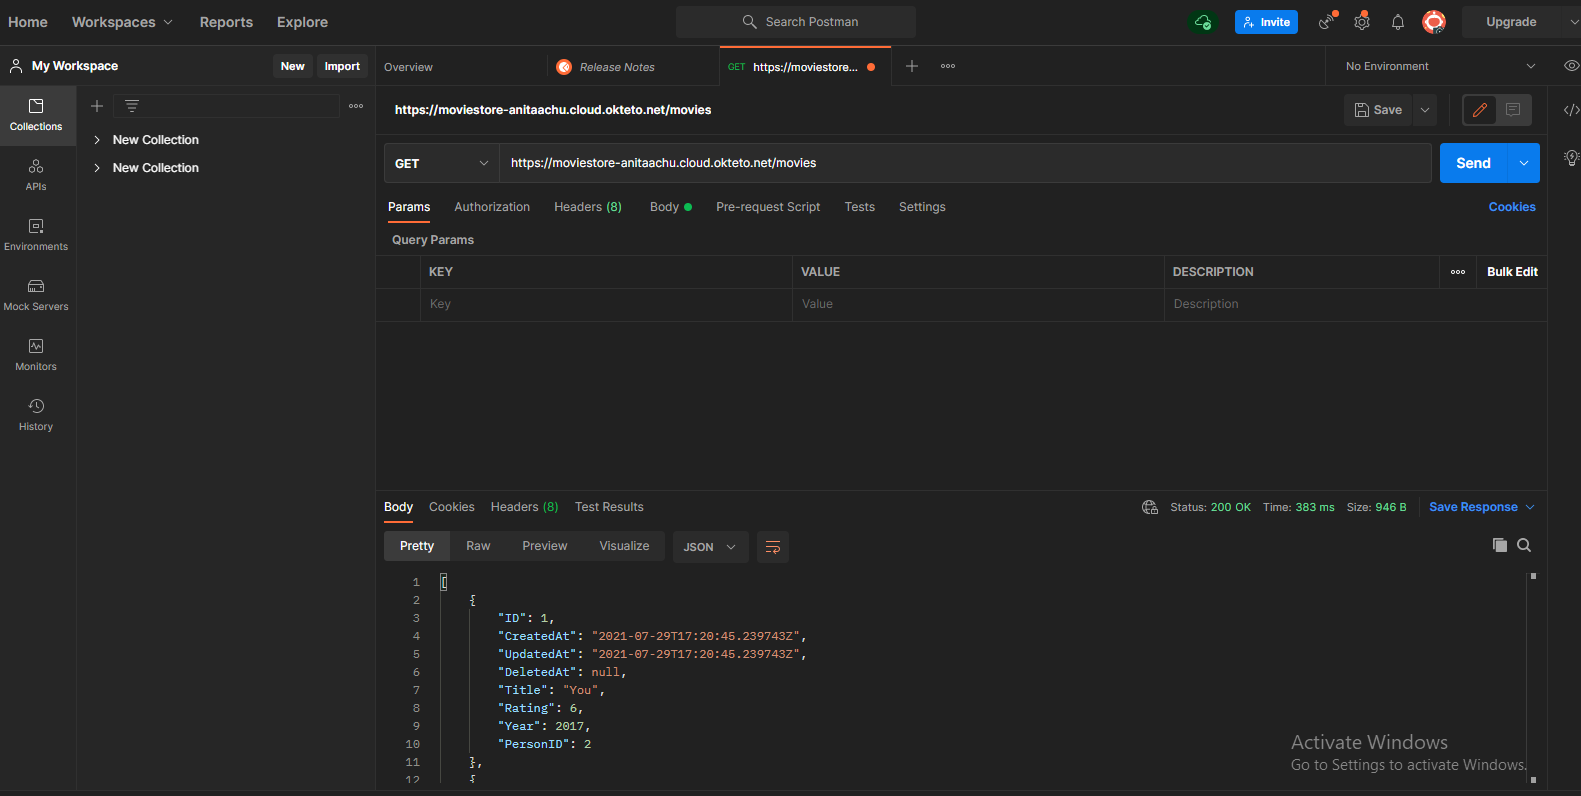 Home Workspaces Reports Explore Search Postman Invite Upgrade
My Workspace New Import Overview Release Notes GET https://moviestore... No Environment
Collections
APIs
Environments
Mock Servers
Monitors
History
New Collection
New Collection
https://moviestore-anitaachu.cloud.okteto.net/movies Save
GET https://moviestore-anitaachu.cloud.okteto.net/movies Send
Params Authorization Headers (8) Body Pre-request Script Tests Settings Cookies
Query Params
KEY VALUE DESCRIPTION Bulk Edit
Key Value Description
Body Cookies Headers (8) Test Results Status: 200 OK Time: 383 ms Size: 946 B Save Response
Pretty Raw Preview Visualize JSON
1 [
2 {
3 "ID": 1,
4 "CreatedAt": "2021-07-29T17:20:45.239743Z",
5 "UpdatedAt": "2021-07-29T17:20:45.239743Z",
6 "DeletedAt": null,
7 "Title": "You",
8 "Rating": 6,
9 "Year": 2017,
10 "PersonID": 2
11 },
12 {
Activate Windows
Go to Settings to activate Windows.